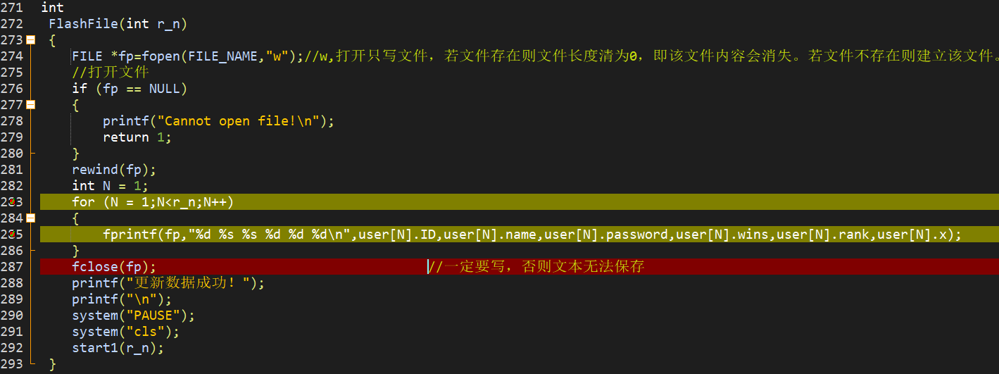 271 int
272 FlashFile(int r_n)
273 {
274 FILE *fp=fopen(FILE_NAME,"w");//w,打开只写文件，若文件存在则文件长度清为0，即该文件内容会消失。若文件不存在则建立该文件。
275 //打开文件
276 if (fp == NULL)
277 {
278 printf("Cannot open file!\n");
279 return 1;
280 }
281 rewind(fp);
282 int N = 1;
283 for (N = 1;N<r_n;N++)
284 {
285 fprintf(fp,"%d %s %s %d %d %d\n",user[N].ID,user[N].name,user[N].password,user[N].wins,user[N].rank,user[N].x);
286 }
287 fclose(fp); //一定要写，否则文本无法保存
288 printf("更新数据成功！");
289 printf("\n");
290 system("PAUSE");
291 system("cls");
292 start1(r_n);
293 }